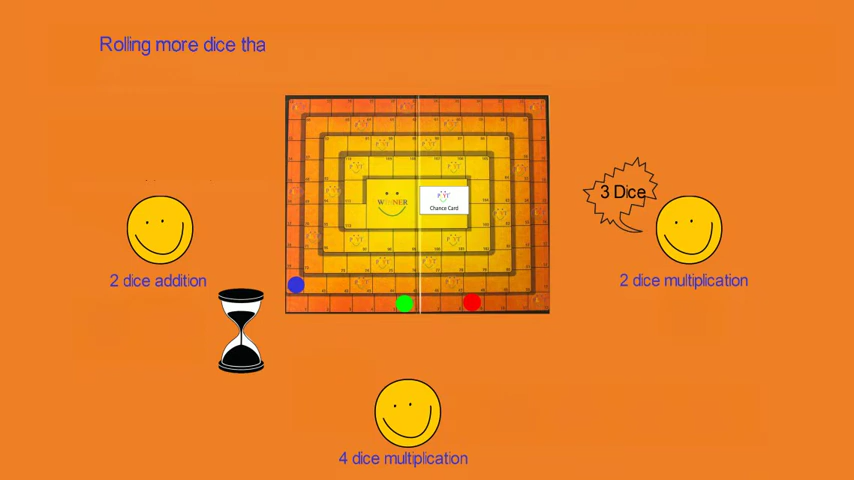 Rolling more dice tha
WINNER
Chance Card
3 Dice
2 dice addition
2 dice multiplication
4 dice multiplication